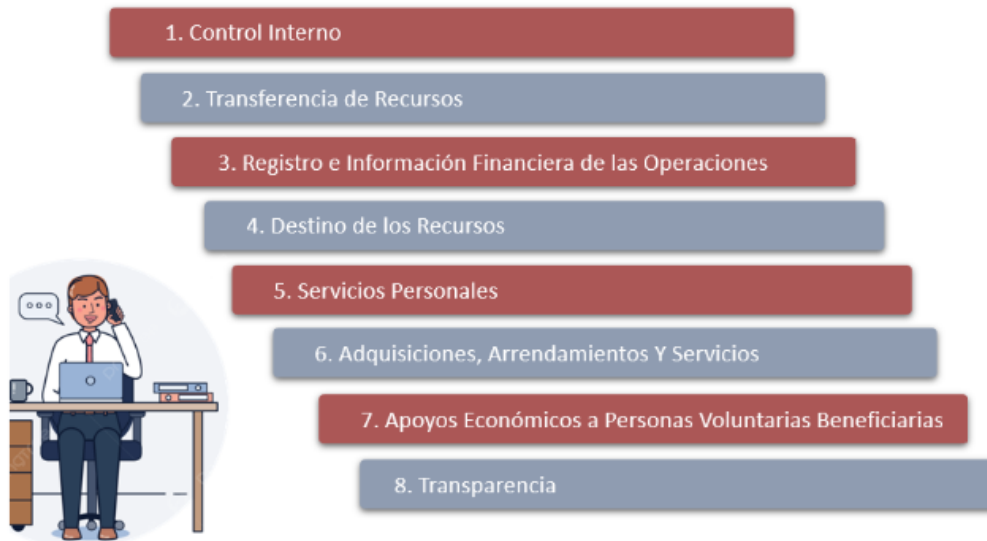 1. Control Interno
2. Transferencia de Recursos
3. Registro e Información Financiera de las Operaciones
4. Destino de los Recursos
5. Servicios Personales
6. Adquisiciones, Arrendamientos Y Servicios
7. Apoyos Económicos a Personas Voluntarias Beneficiarias
8. Transparencia